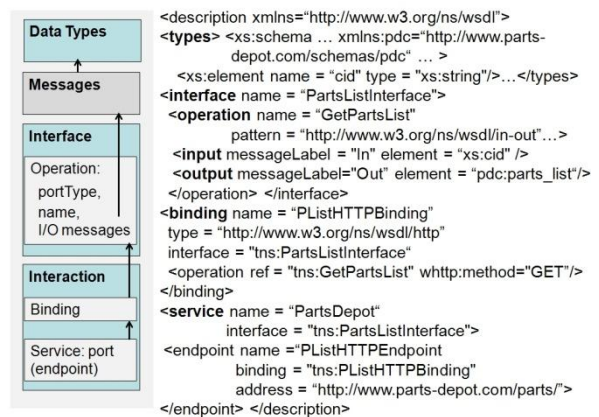 Data Types
Messages
Interface
Operation:
portType,
name,
I/O messages
Interaction
Binding
Service: port
(endpoint)
<description xmlns=“http://www.w3.org/ns/wsdl”>
<types> <xs:schema … xmlns:pdc=“http://www.parts-
depot.com/schemas/pdc“ … >
<xs:element name = “cid” type = “xs:string"/>…</types>
<interface name = “PartsListInterface">
<operation name = “GetPartsList"
pattern = “http://www.w3.org/ns/wsdl/in-out”…>
<input messageLabel = "In" element = “xs:cid” />
<output messageLabel="Out” element = “pdc:parts_list“/>
</operation> </interface>
<binding name = “PListHTTPBinding”
type = “http://www.w3.org/ns/wsdl/http”
interface = "tns:PartsListInterface“
<operation ref = "tns:GetPartsList" whttp:method="GET"/>
</binding>
<service name = “PartsDepot“
interface = "tns:PartsListInterface">
<endpoint name =“PListHTTPEndpoint
binding = "tns:PListHTTPBinding"
address = “http://www.parts-depot.com/parts/”>
</endpoint> </description>